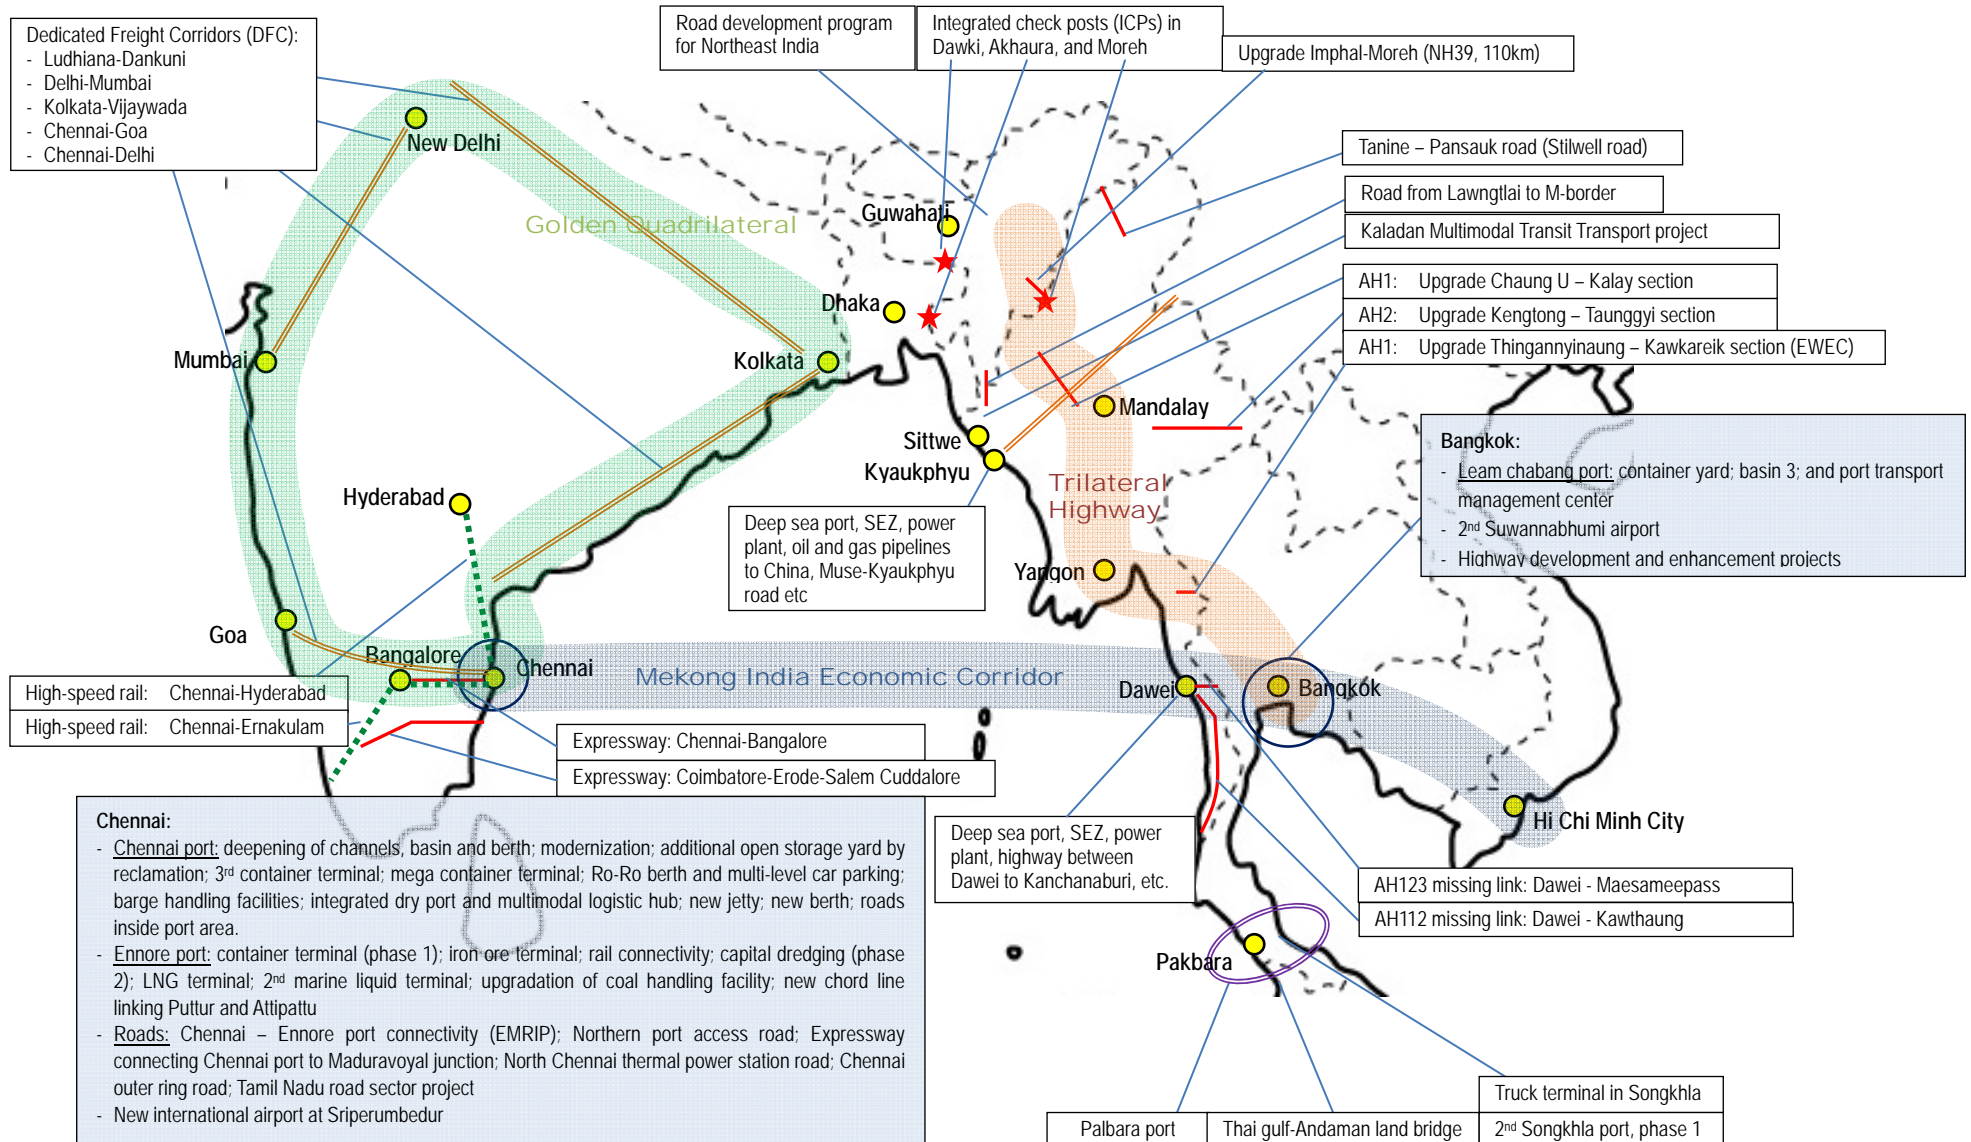 Dedicated Freight Corridors (DFC):
- Ludhiana-Dankuni
- Delhi-Mumbai
- Kolkata-Vijaywada
- Chennai-Goa
- Chennai-Delhi
Road development program
for Northeast India
Integrated check posts (ICPs) in
Dawki, Akhaura, and Moreh
Upgrade Imphal-Moreh (NH39, 110km)
Tanine – Pansauk road (Stilwell road)
Road from Lawngtlai to M-border
Kaladan Multimodal Transit Transport project
AH1: Upgrade Chaung U – Kalay section
AH2: Upgrade Kengtong – Taunggyi section
AH1: Upgrade Thingannyinaung – Kawkareik section (EWEC)
New Delhi
Golden Quadrilateral
Guwahati
Dhaka
Mumbai
Kolkata
Mandalay
Sittwe
Kyaukphyu
Hyderabad
Trilateral
Highway
Yangon
Deep sea port, SEZ, power
plant, oil and gas pipelines
to China, Muse-Kyaukphyu
road etc
Bangkok:
- Leam chabang port: container yard; basin 3; and port transport
management center
- 2nd Suwannabhumi airport
- Highway development and enhancement projects
Goa
Bangalore
Chennai
Mekong India Economic Corridor
Dawei
Bangkok
High-speed rail: Chennai-Hyderabad
High-speed rail: Chennai-Ernakulam
Expressway: Chennai-Bangalore
Expressway: Coimbatore-Erode-Salem Cuddalore
Hi Chi Minh City
Chennai:
- Chennai port: deepening of channels, basin and berth; modernization; additional open storage yard by
reclamation; 3rd container terminal; mega container terminal; Ro-Ro berth and multi-level car parking;
barge handling facilities; integrated dry port and multimodal logistic hub; new jetty; new berth; roads
inside port area.
- Ennore port: container terminal (phase 1); iron ore terminal; rail connectivity; capital dredging (phase
2); LNG terminal; 2nd marine liquid terminal; upgradation of coal handling facility; new chord line
linking Puttur and Attipattu
- Roads: Chennai – Ennore port connectivity (EMRIP); Northern port access road; Expressway
connecting Chennai port to Maduravoyal junction; North Chennai thermal power station road; Chennai
outer ring road; Tamil Nadu road sector project
- New international airport at Sriperumbedur
Deep sea port, SEZ, power
plant, highway between
Dawei to Kanchanaburi, etc.
AH123 missing link: Dawei - Maesameepass
AH112 missing link: Dawei - Kawthaung
Pakbara
Palbara port
Thai gulf-Andaman land bridge
Truck terminal in Songkhla
2nd Songkhla port, phase 1